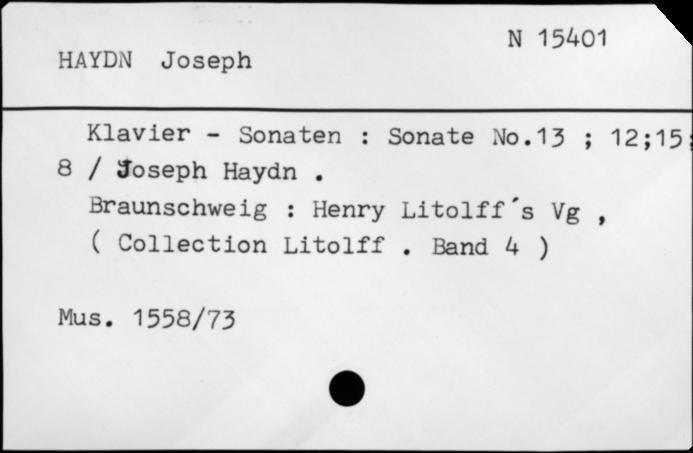 N 15401
HAYDN Joseph
Klavier - Sonaten : Sonate No.13 ; 12;15;
8 / Joseph Haydn .
Braunschweig : Henry Litolff´s Vg ,
( Collection Litolff . Band 4 )
Mus. 1558/73